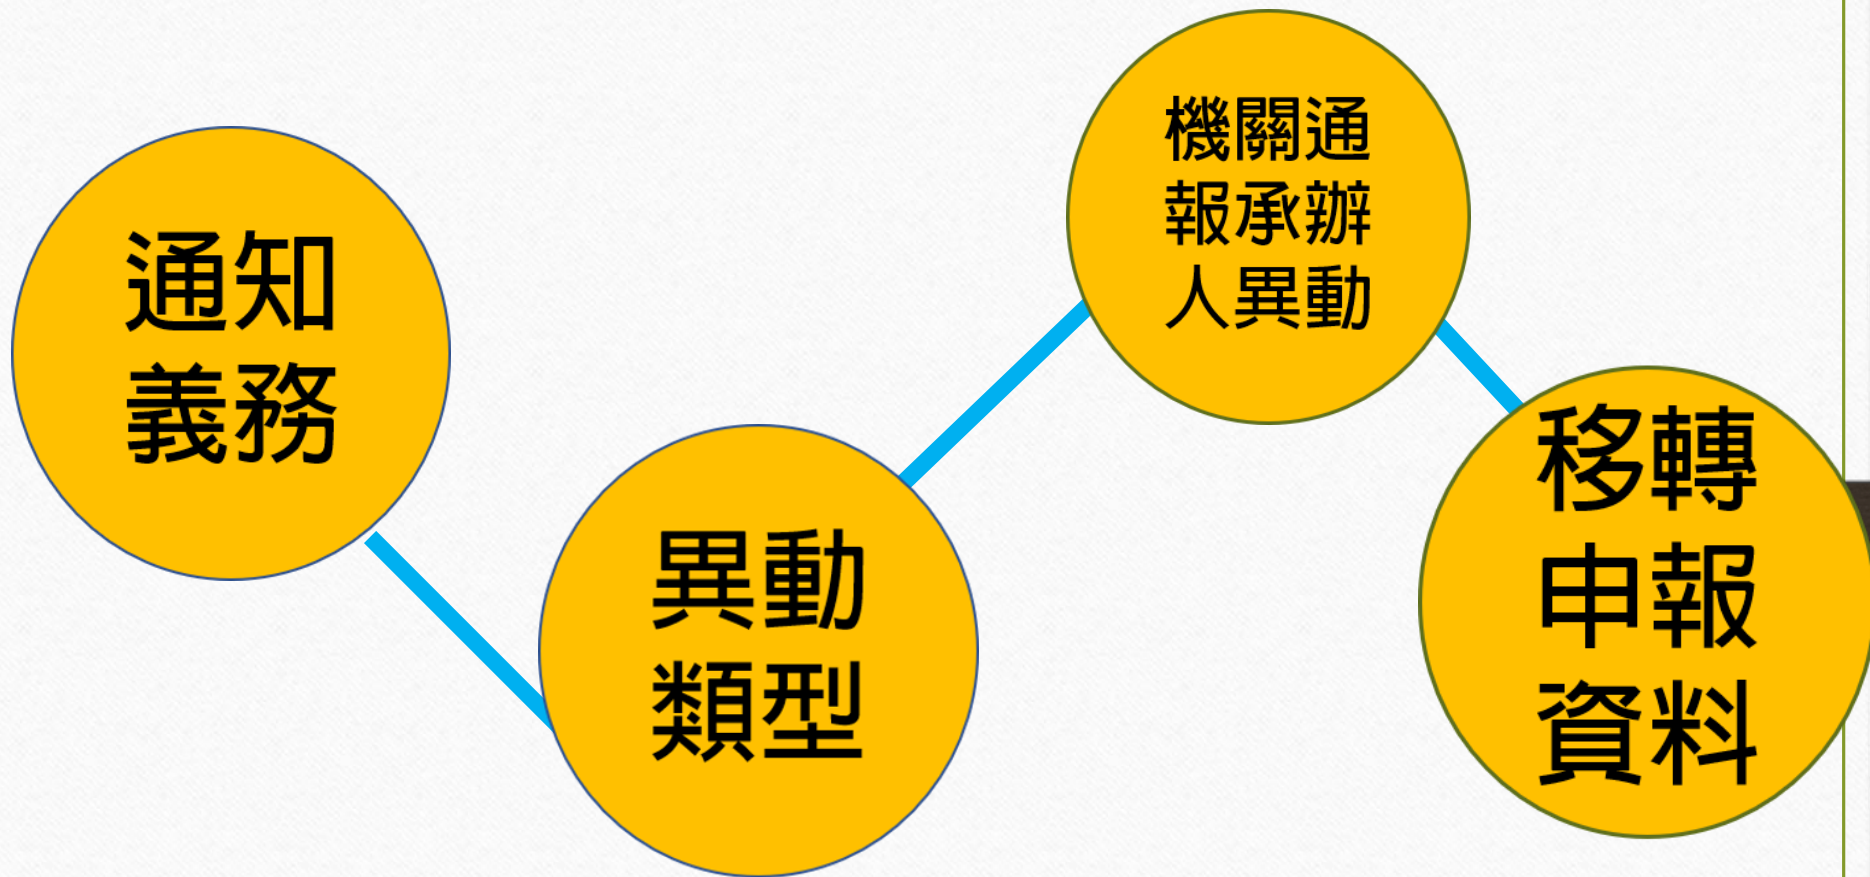 通知
義務
異動
類型
機關通
報承辦
人異動
移轉
申報
資料